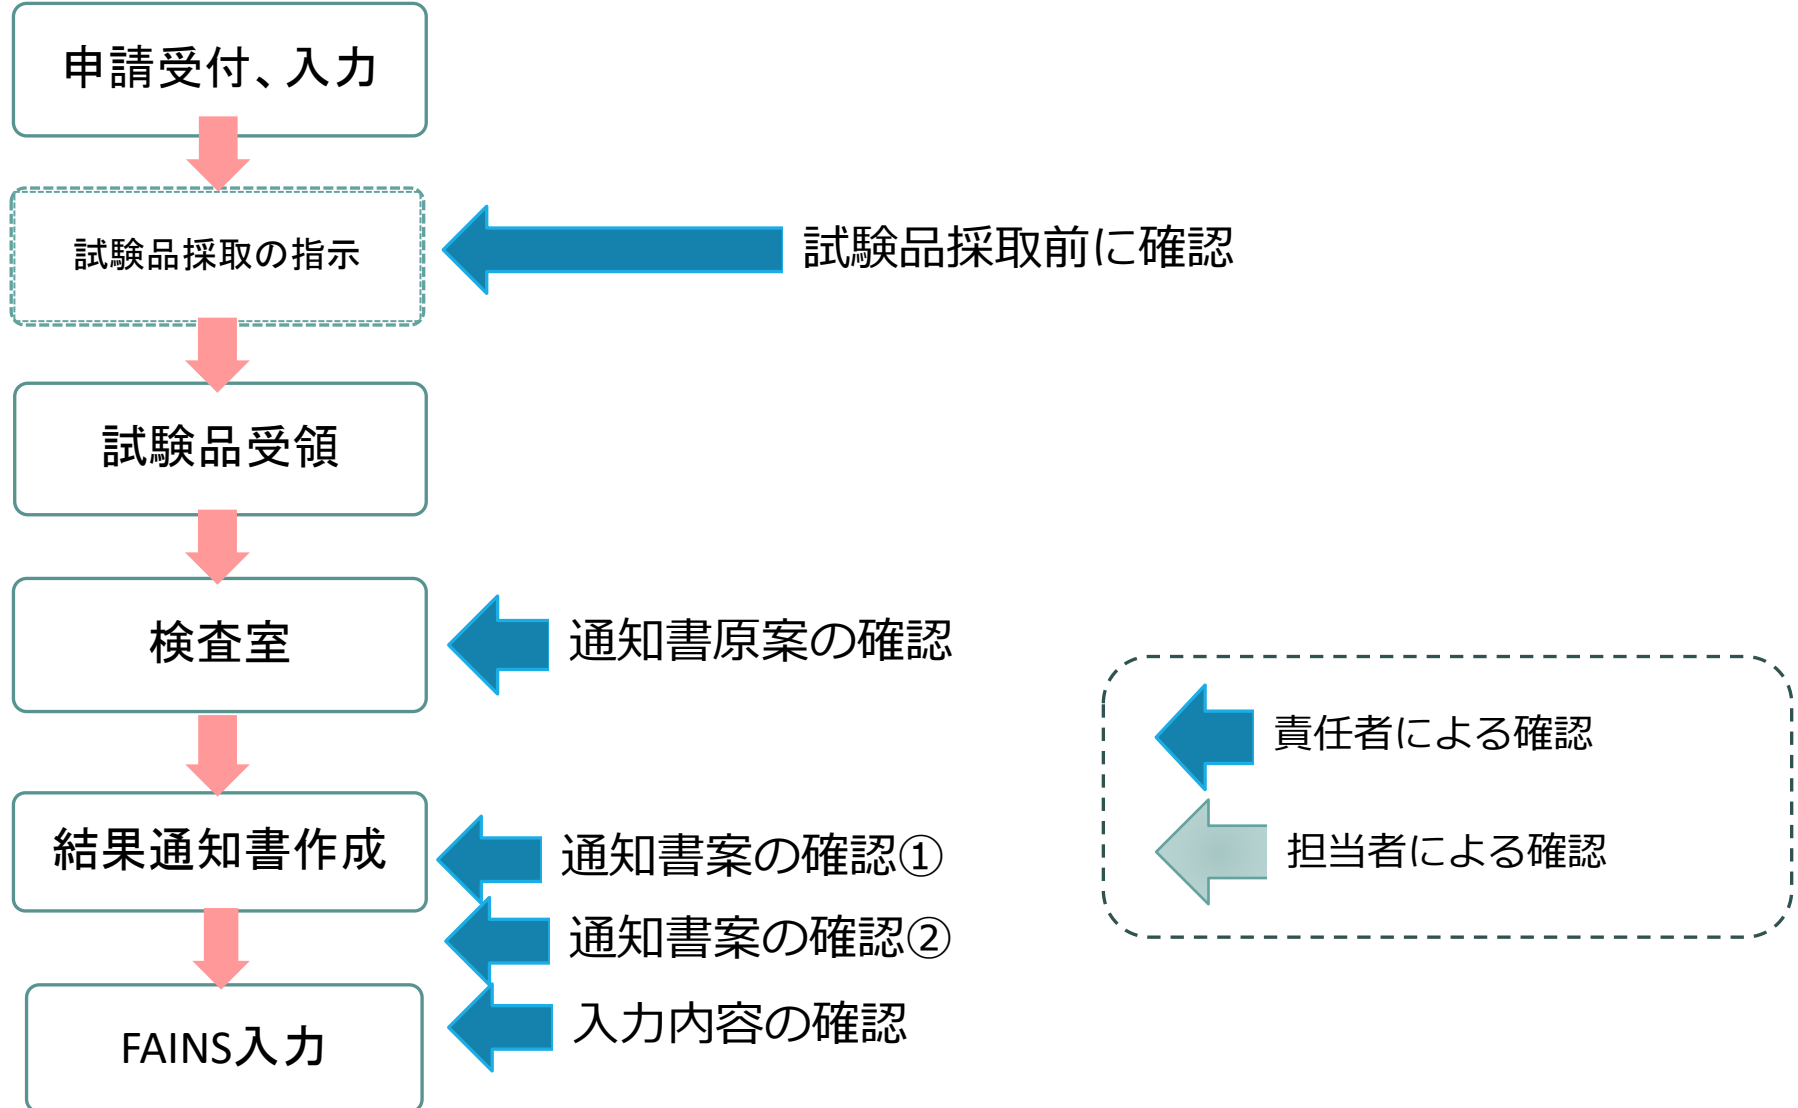 申請受付、入力
試験品採取の指示
試験品採取前に確認
試験品受領
検査室
通知書原案の確認
責任者による確認
結果通知書作成
通知書案の確認①
担当者による確認
通知書案の確認②
FAINS入力
入力内容の確認